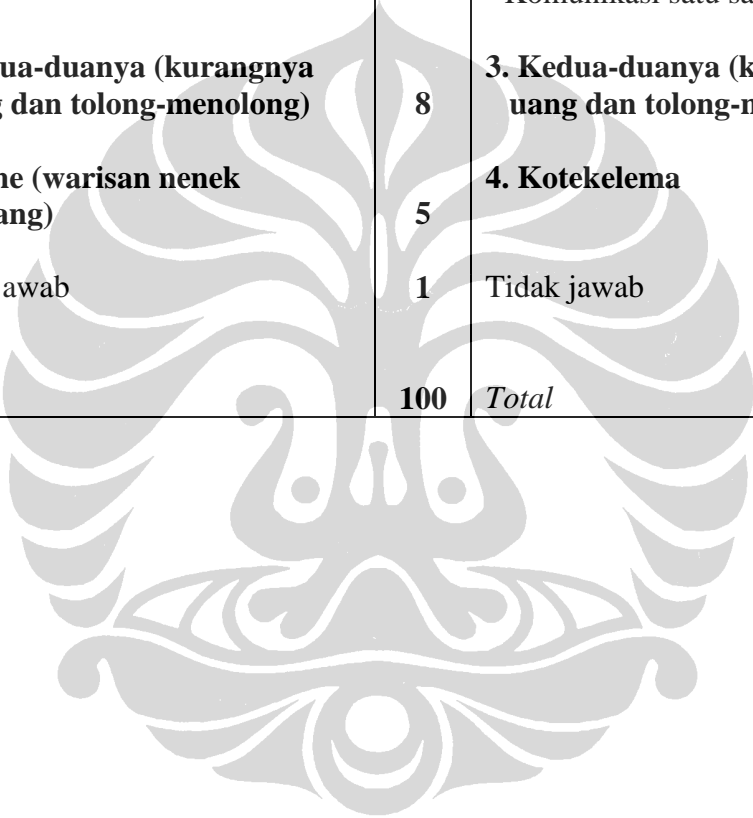 Komunikasi satu sa
ua-duanya (kurangnya
g dan tolong-menolong)
8
3. Kedua-duanya (k
uang dan tolong-m
ne (warisan nenek
ang)
5
4. Kotekelema
awab
1
Tidak jawab
100
Total